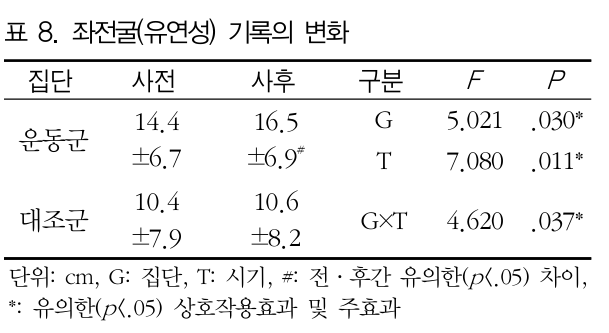 표 8. 좌전굴(유연성) 기록의 변화
집단 사전 사후 구분 F P
운동군 14.4 ±6.7 16.5 ±6.9# G 5.021 .030*
T 7.080 .011*
대조군 10.4 ±7.9 10.6 ±8.2 G×T 4.620 .037*
단위: cm, G: 집단, T: 시기, #: 전·후간 유의한(p<.05) 차이,
*: 유의한(p<.05) 상호작용효과 및 주효과